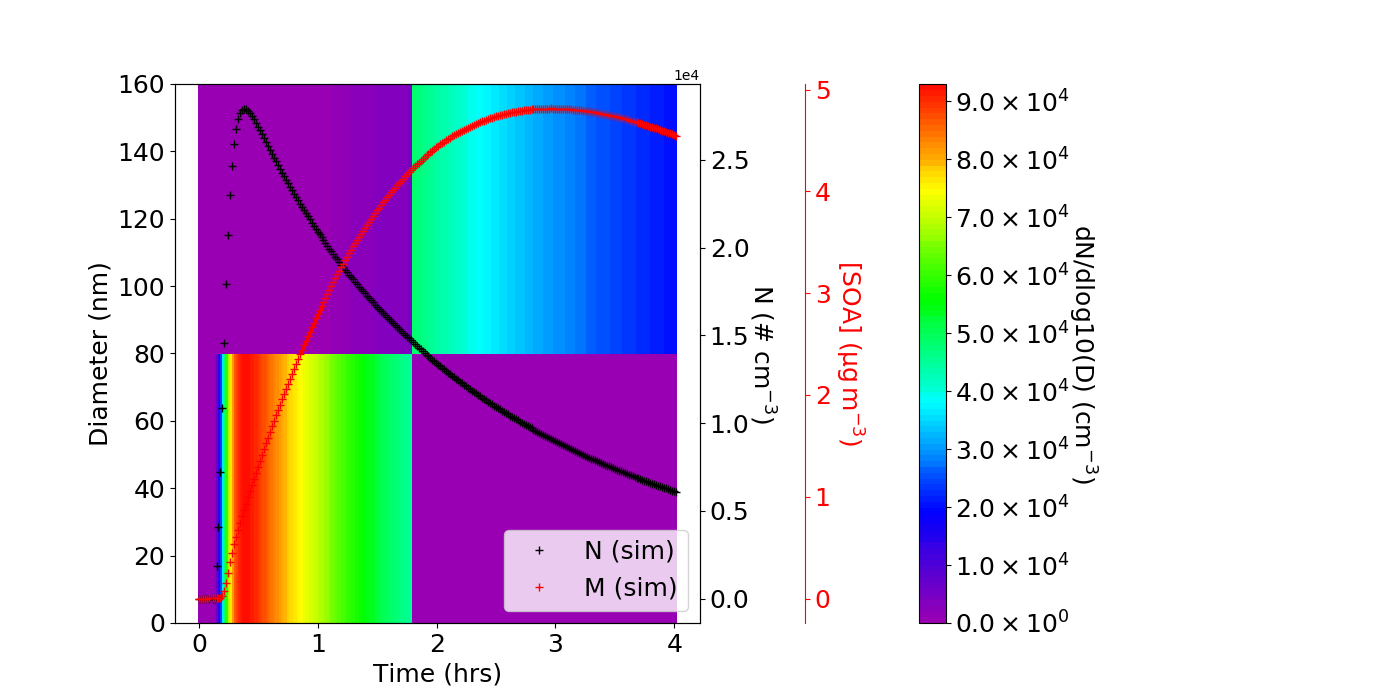 1e4
160
140
120
100
80
60
40
20
0
Diameter (nm)
0
1
2
3
4
Time (hrs)
N (sim)
M (sim)
2.5
2.0
1.5
1.0
0.5
0.0
N (# cm⁻³)
5
4
3
2
1
0
[SOA] (µg m⁻³)
9.0 × 10⁴
8.0 × 10⁴
7.0 × 10⁴
6.0 × 10⁴
5.0 × 10⁴
4.0 × 10⁴
3.0 × 10⁴
2.0 × 10⁴
1.0 × 10⁴
0.0 × 10⁰
dN/dlog10(D) (cm⁻³)